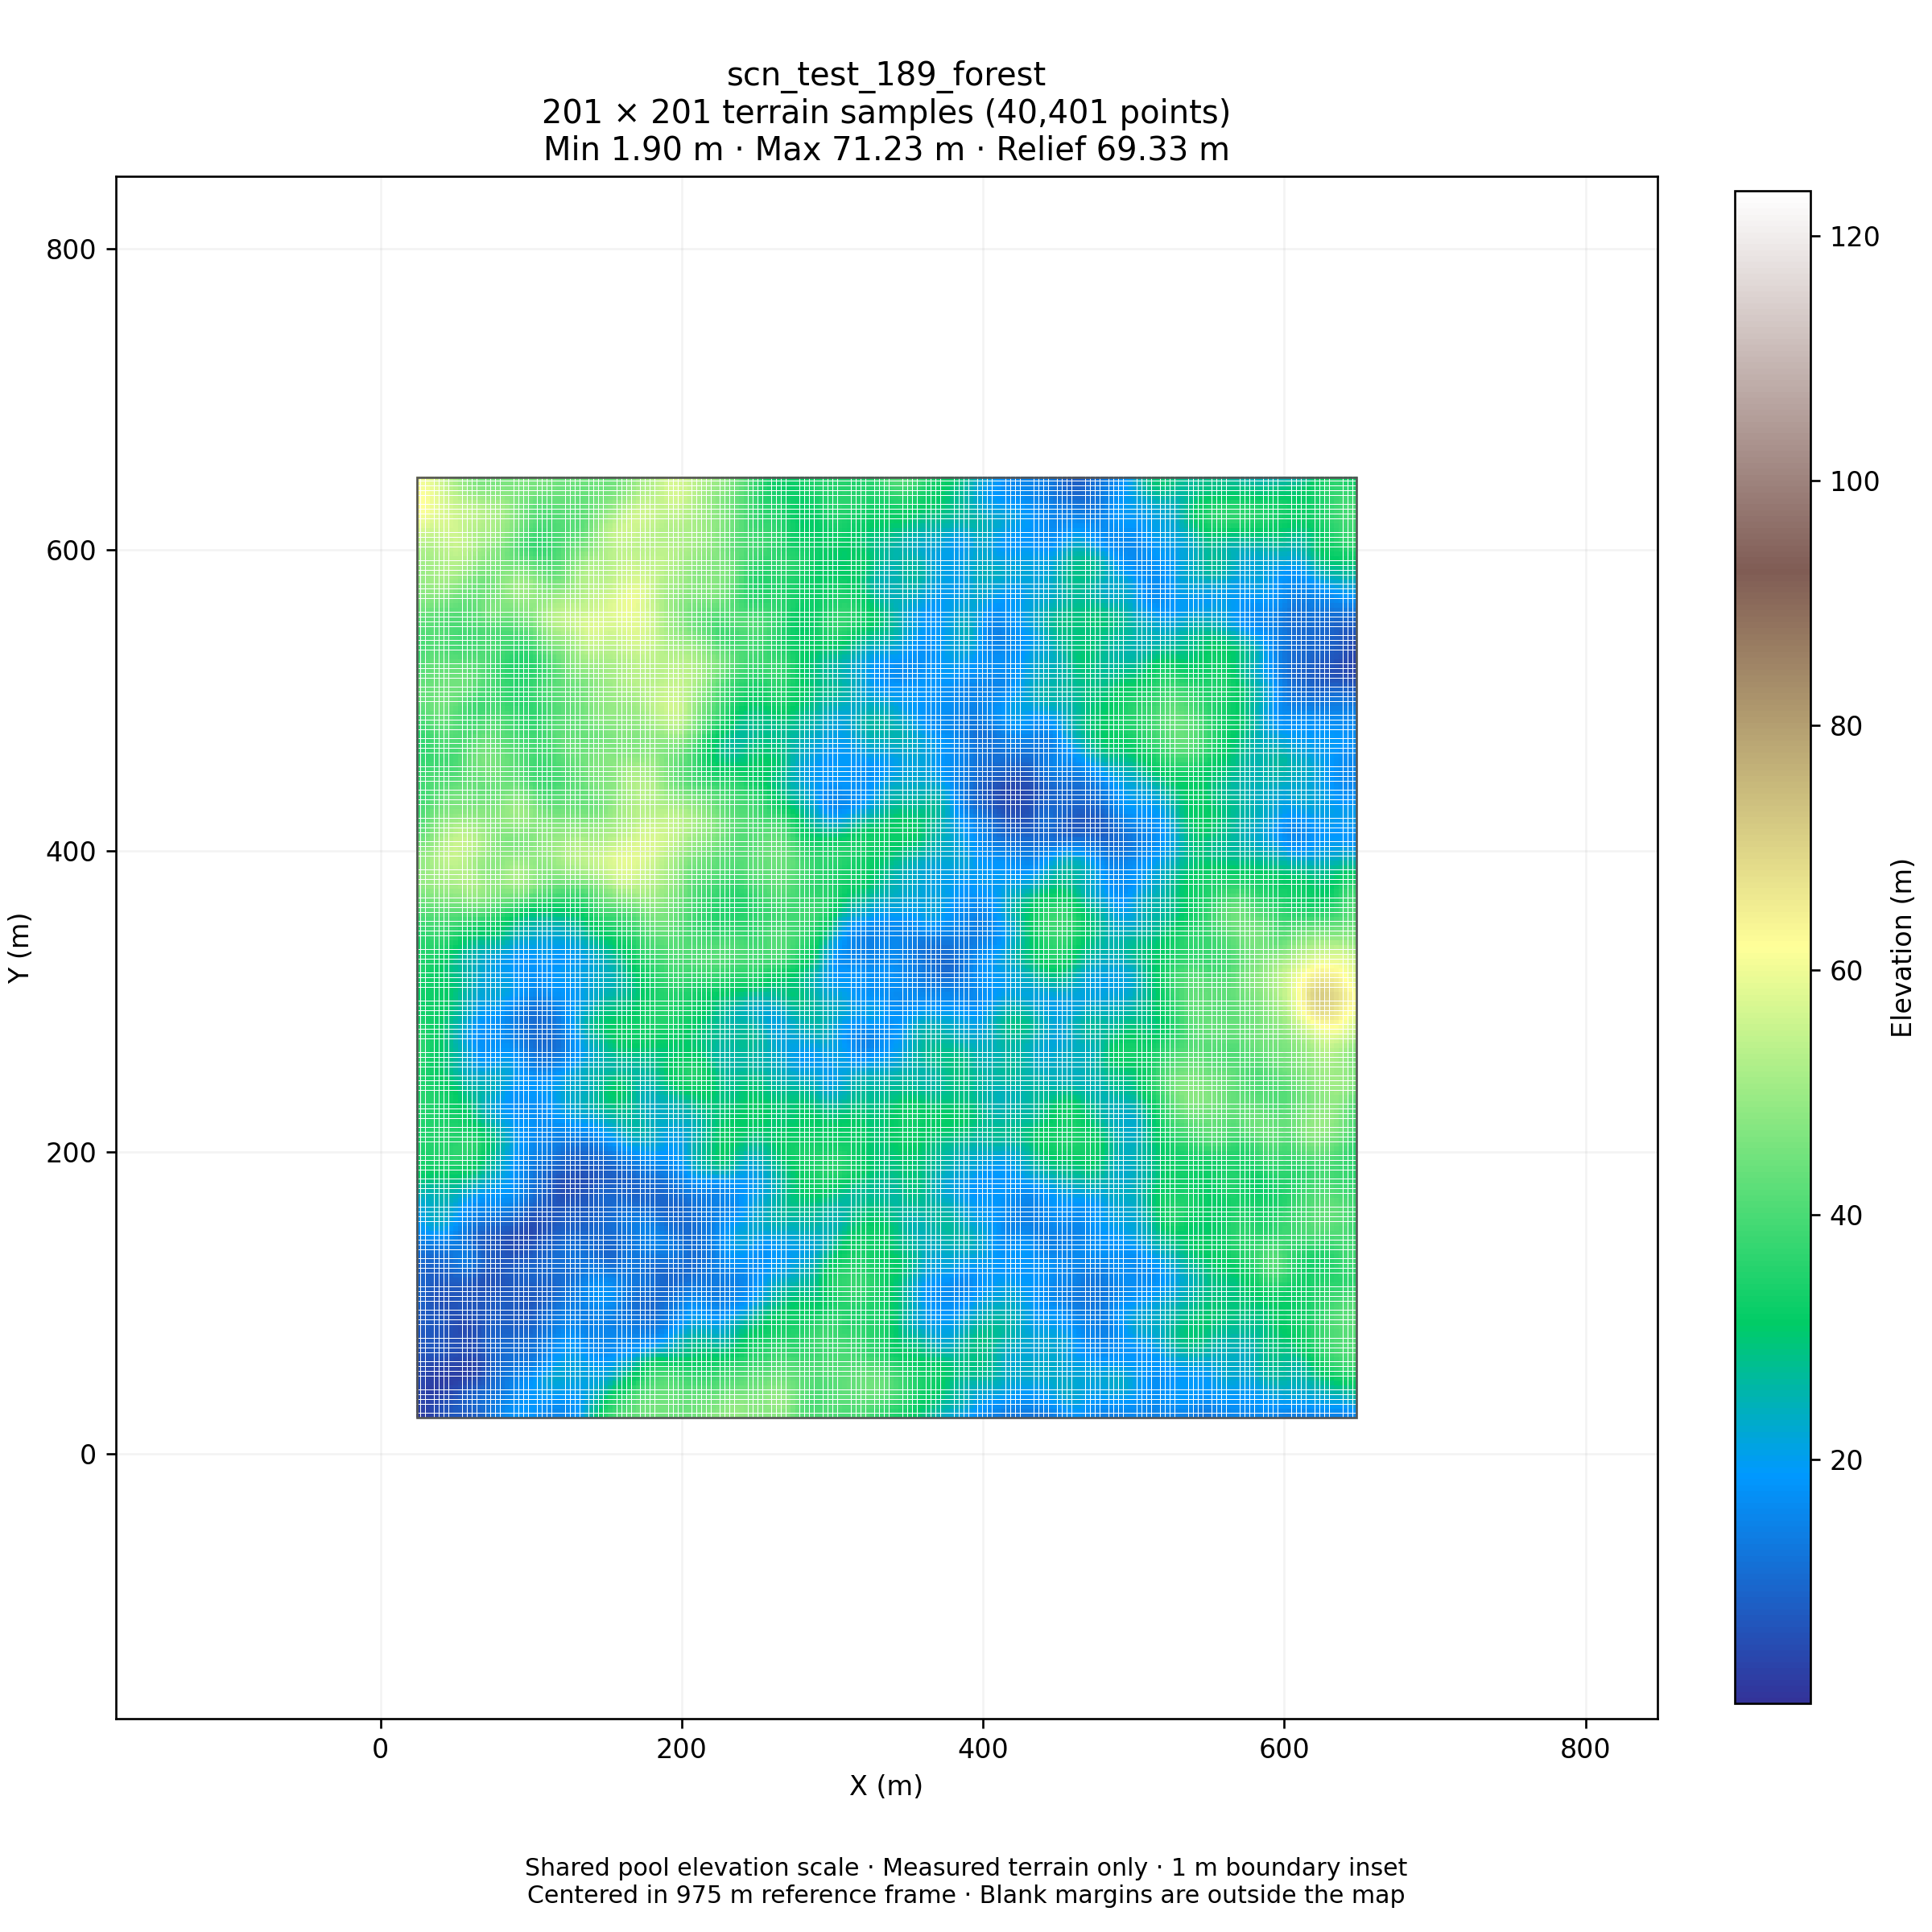 scn_test_189_forest
201 × 201 terrain samples (40,401 points)
Min 1.90 m · Max 71.23 m · Relief 69.33 m
800
600
400
200
0
Y (m)
0
200
400
600
800
X (m)
120
100
80
60
40
20
Elevation (m)
Shared pool elevation scale · Measured terrain only · 1 m boundary inset
Centered in 975 m reference frame · Blank margins are outside the map